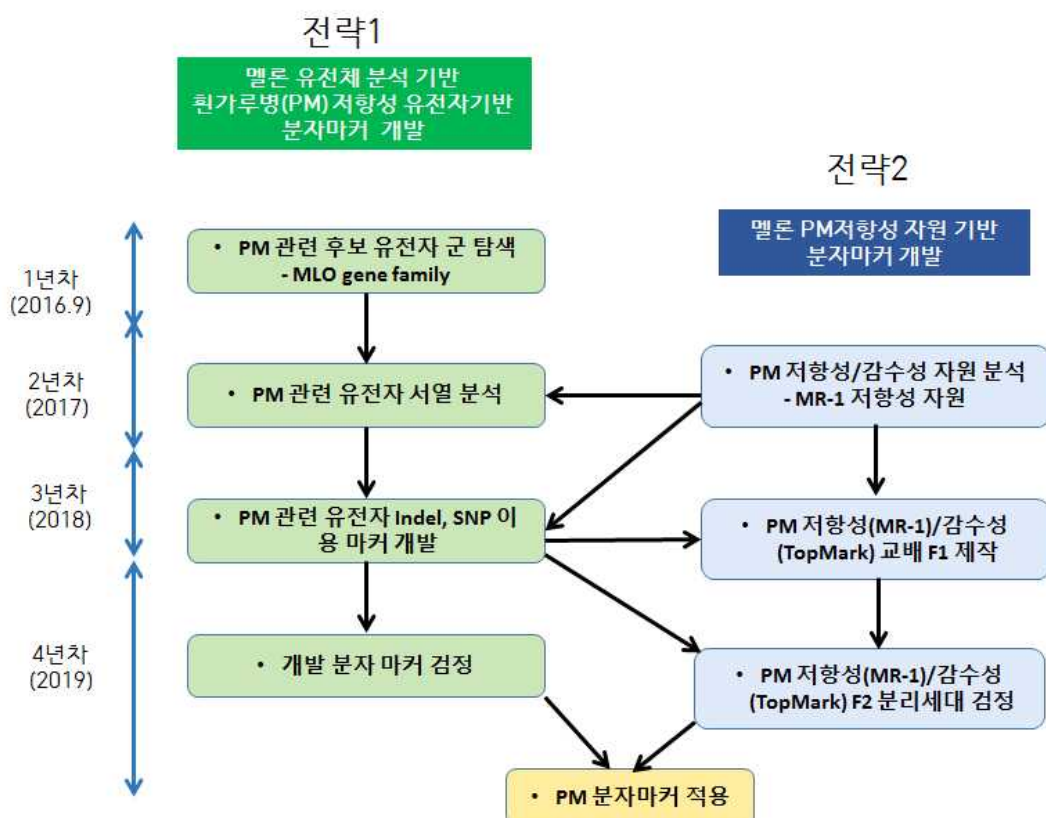 전략1
멜론 유전체 분석 기반
흰가루병(PM) 저항성 유전자기반
분자마커 개발
전략2
멜론 PM저항성 자원 기반
분자마커 개발
1년차
(2016.9)
• PM 관련 후보 유전자 군 탐색
- MLO gene family
2년차
(2017)
• PM 관련 유전자 서열 분석
• PM 저항성/감수성 자원 분석
- MR-1 저항성 자원
3년차
(2018)
• PM 관련 유전자 Indel, SNP 이
용 마커 개발
• PM 저항성(MR-1)/감수성
(TopMark) 교배 F1 제작
4년차
(2019)
• 개발 분자 마커 검정
• PM 저항성(MR-1)/감수성
(TopMark) F2 분리세대 검정
• PM 분자마커 적용